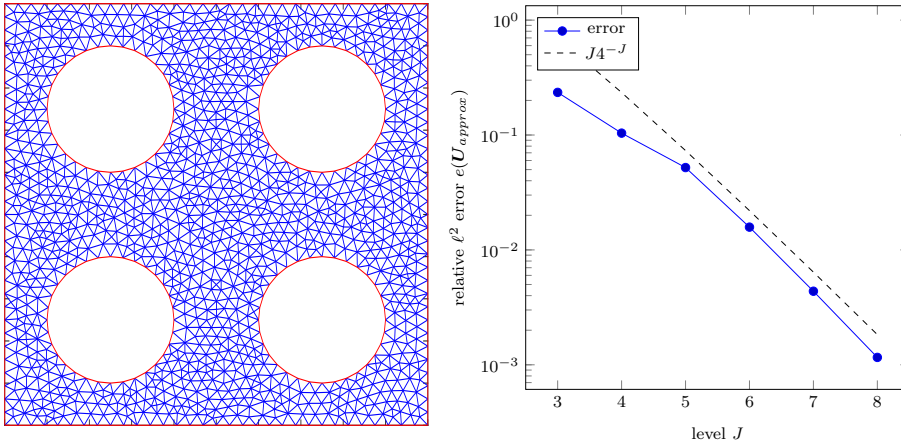 10^0
10^{-1}
10^{-2}
10^{-3}
relative ℓ^2 error e(U_{approx})
error
J4^{-J}
3 4 5 6 7 8
level J